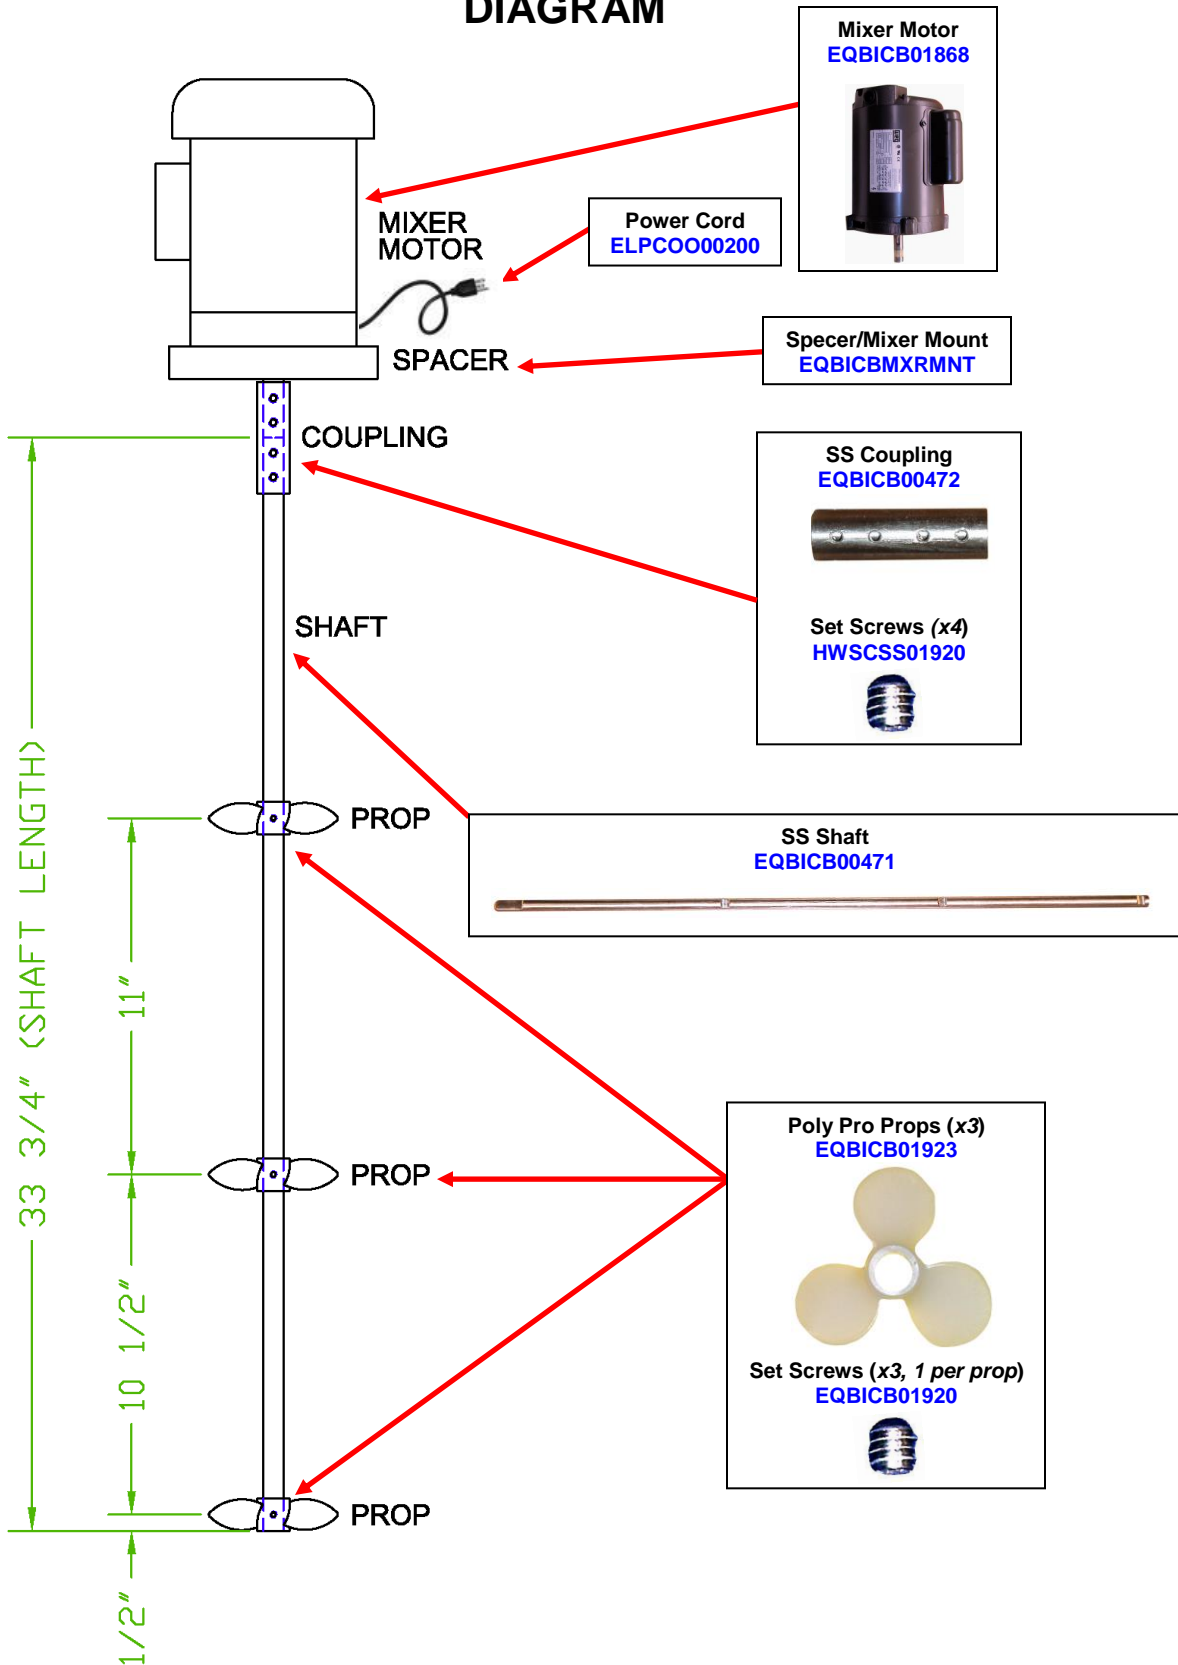 DIAGRAM
Mixer Motor
EQBICB01868
MIXER
MOTOR
Power Cord
ELPCOO00200
SPACER
Specer/Mixer Mount
EQBICBMXRMNT
COUPLING
SS Coupling
EQBICB00472
Set Screws (x4)
HWSCSS01920
SHAFT
PROP
SS Shaft
EQBICB00471
33 3/4" (SHAFT LENGTH)
11"
PROP
Poly Pro Props (x3)
EQBICB01923
10 1/2"
Set Screws (x3, 1 per prop)
EQBICB01920
PROP
1/2"